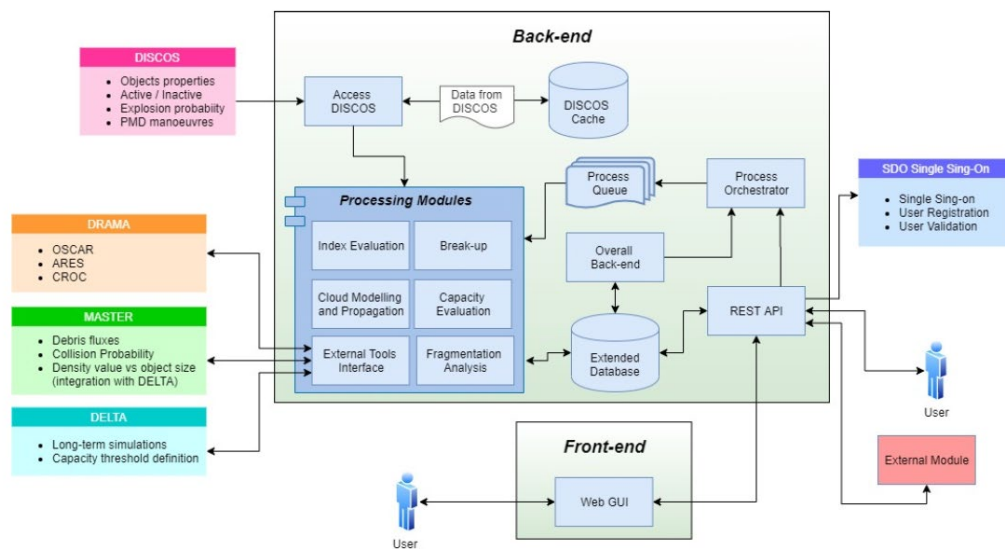 Back-end
DISCOS
Objects properties
Active / Inactive
Explosion probabiity
PMD manoeuvres
Access
DISCOS
Data from
DISCOS
DISCOS
Cache
Process
Queue
Process
Orchestrator
SDO Single Sing-On
Single Sing-on
User Registration
User Validation
Processing Modules
Index Evaluation
Break-up
Cloud Modelling
and Propagation
Capacity
Evaluation
External Tools
Interface
Fragmentation
Analysis
Overall
Back-end
Extended
Database
REST API
DRAMA
OSCAR
ARES
CROC
MASTER
Debris fluxes
Collision Probability
Density value vs object size
(integration with DELTA)
DELTA
Long-term simulations
Capacity threshold definition
User
External Module
Front-end
Web GUI
User